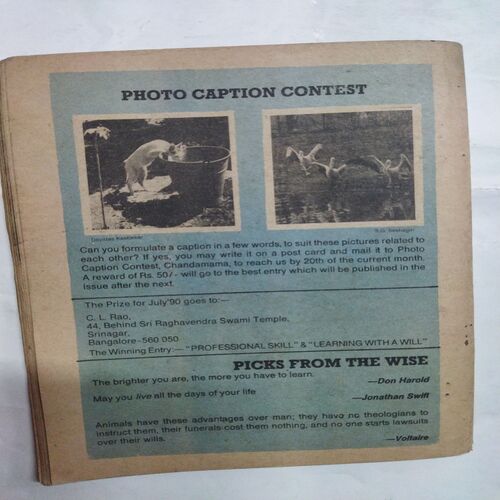 PHOTO CAPTION CONTEST
Can you formulate a caption in a few words, to suit these pictures related to
each other? If yes, you may write it on a post card and mail it to Photo
Caption Contest, Chandamama, to reach us by 20th of the current month.
A reward of Rs. 50/- will go to the best entry which will be published in the
issue after the next.
The Prize for July'90 goes to:—
C. L. Rao,
44, Behind Sri Raghavendra Swami Temple,
Srinagar,
Bangalore-560 050
The Winning Entry:— "PROFESSIONAL SKILL" & "LEARNING WITH A WILL"
PICKS FROM THE WISE
The brighter you are, the more you have to learn.
—Don Harold
May you live all the days of your life
—Jonathan Swift
Animals have these advantages over man; they have no theologians to
instruct them, their funerals cost them nothing, and no one starts lawsuits
over their wills.
—Voltaire